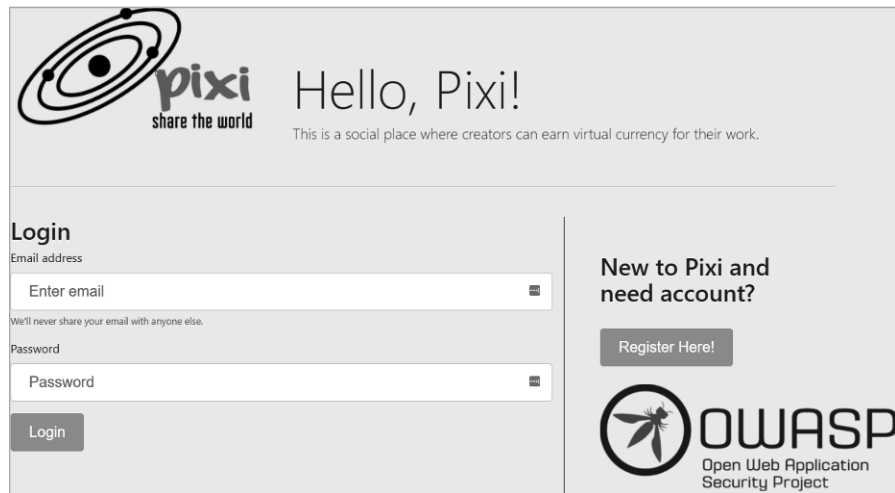 pixi
share the world
Hello, Pixi!
This is a social place where creators can earn virtual currency for their work.
Login
Email address
Enter email
We'll never share your email with anyone else.
Password
Password
Login
New to Pixi and
need account?
Register Here!
OWASP
Open Web Application
Security Project